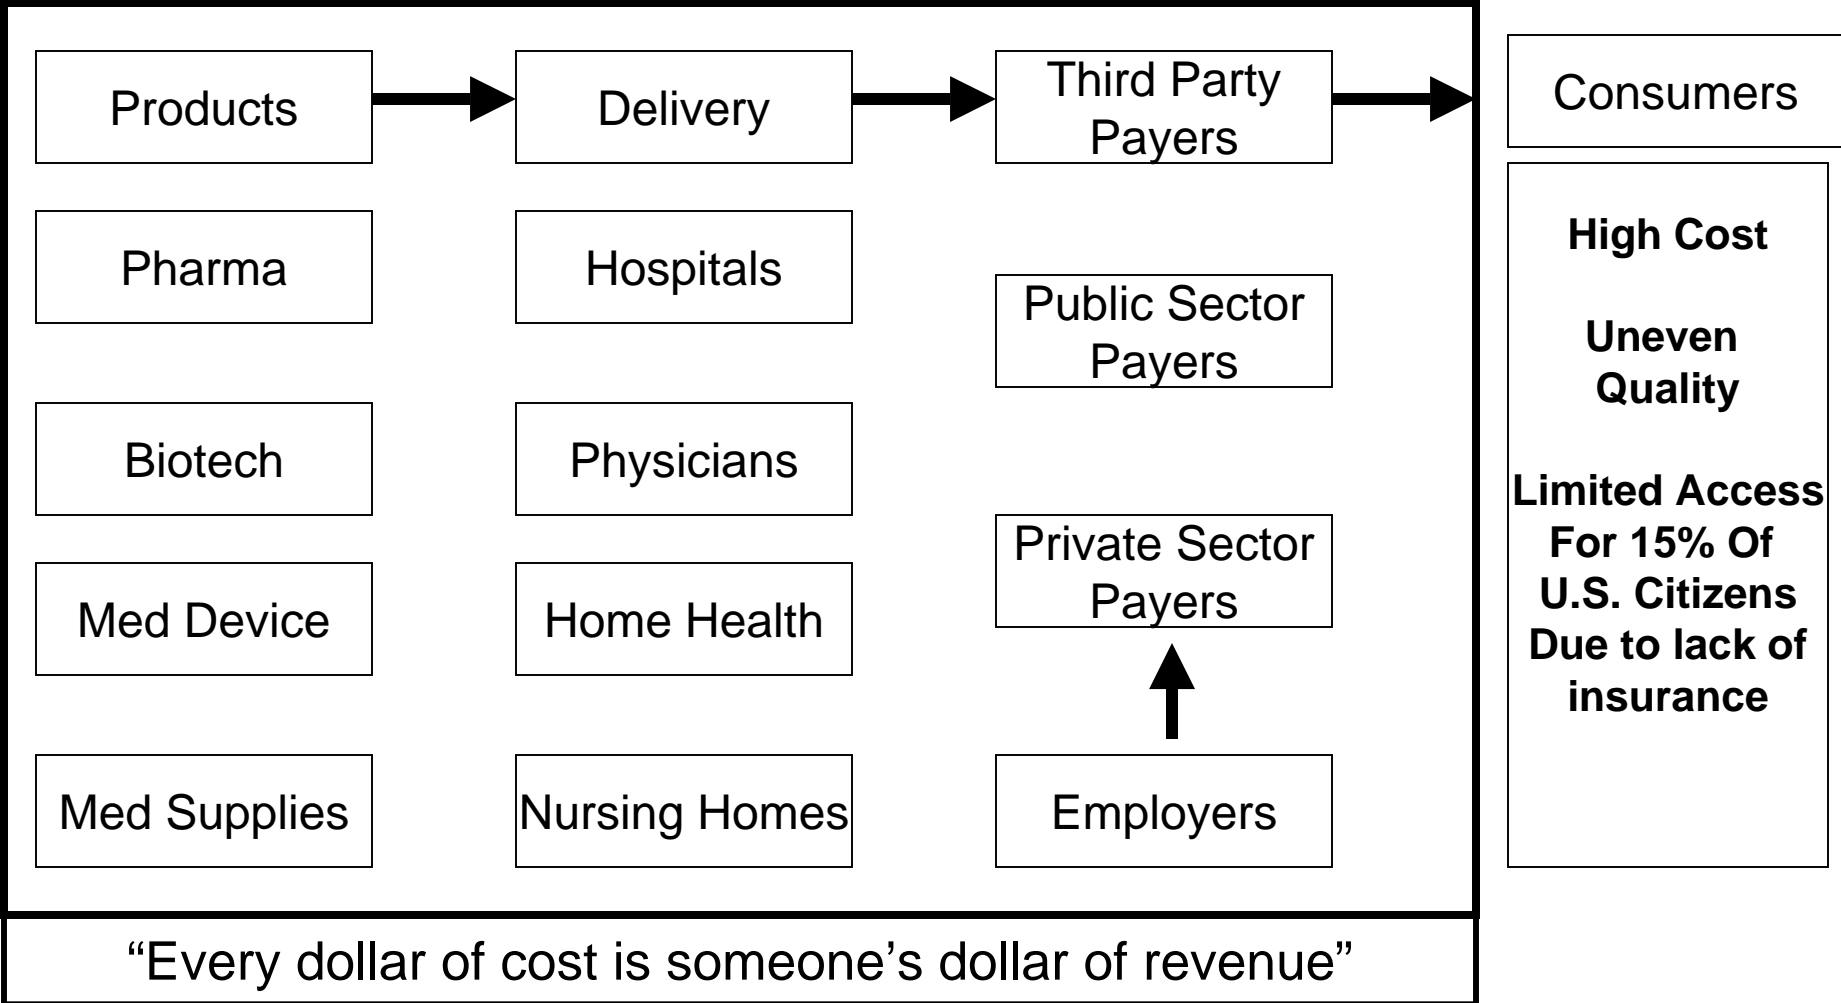 Products
Delivery
Third Party
Payers
Consumers
Pharma
Hospitals
Public Sector
Payers
Biotech
Physicians
Private Sector
Payers
Med Device
Home Health
Med Supplies
Nursing Homes
Employers
High Cost
Uneven
Quality
Limited Access
For 15% Of
U.S. Citizens
Due to lack of
insurance
“Every dollar of cost is someone’s dollar of revenue”